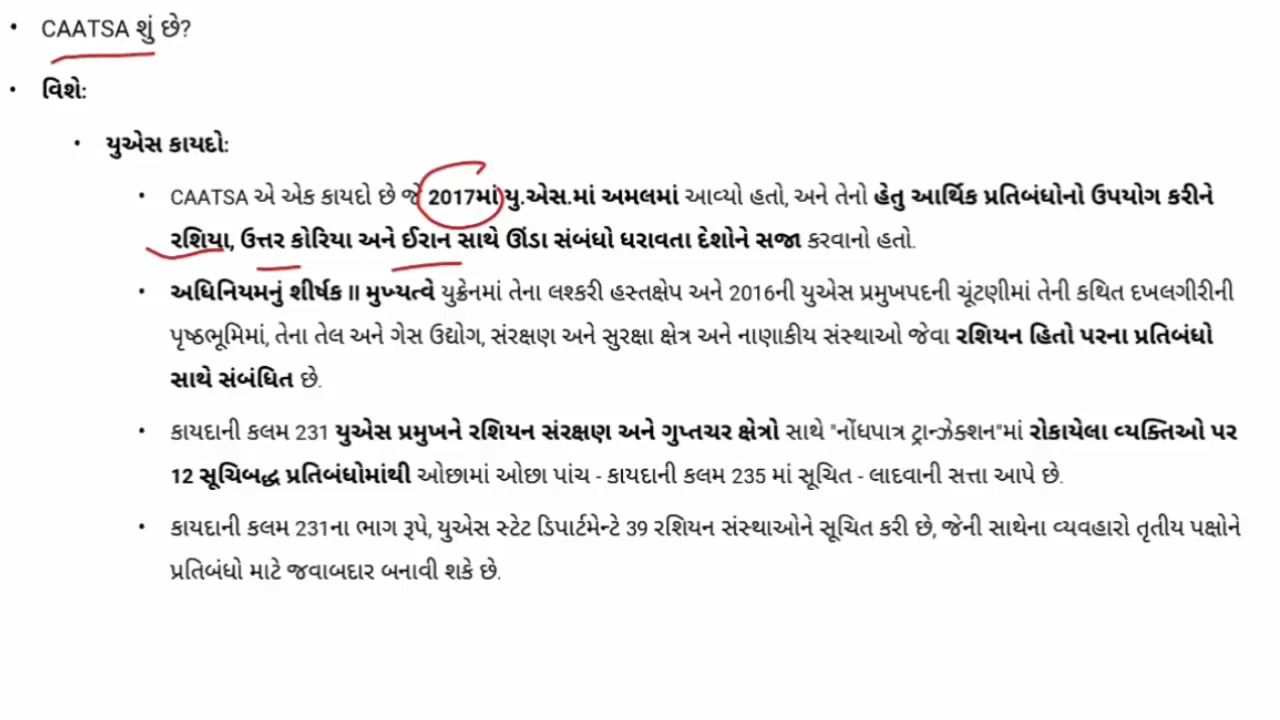 • CAATSA શું છે?
• વિશે:
• યુએસ કાયદો:
• CAATSA એ એક કાયદો છે જે 2017માં યુ.એસ.માં અમલમાં આવ્યો હતો, અને તેનો હેતુ આર્થિક પ્રતિબંધોનો ઉપયોગ કરીને
રશિયા, ઉત્તર કોરિયા અને ઈરાન સાથે ઊંડા સંબંધો ધરાવતા દેશોને સજા કરવાનો હતો.
• અધિનિયમનું શીર્ષક II મુખ્યત્વે યુક્રેનમાં તેના લશ્કરી હસ્તક્ષેપ અને 2016ની યુએસ પ્રમુખપદની ચૂંટણીમાં તેની કથિત દખલગીરીની
પૃષ્ઠભૂમિમાં, તેના તેલ અને ગેસ ઉદ્યોગ, સંરક્ષણ અને સુરક્ષા ક્ષેત્ર અને નાણાકીય સંસ્થાઓ જેવા રશિયન હિતો પરના પ્રતિબંધો
સાથે સંબંધિત છે.
• કાયદાની કલમ 231 યુએસ પ્રમુખને રશિયન સંરક્ષણ અને ગુપ્તચર ક્ષેત્રો સાથે "નોંધપાત્ર ટ્રાન્ઝેક્શન"માં રોકાયેલા વ્યક્તિઓ પર
12 સૂચિબદ્ધ પ્રતિબંધોમાંથી ઓછામાં ઓછા પાંચ - કાયદાની કલમ 235 માં સૂચિત - લાદવાની સત્તા આપે છે.
• કાયદાની કલમ 231ના ભાગ રૂપે, યુએસ સ્ટેટ ડિપાર્ટમેન્ટે 39 રશિયન સંસ્થાઓને સૂચિત કરી છે, જેની સાથેના વ્યવહારો તૃતીય પક્ષોને
પ્રતિબંધો માટે જવાબદાર બનાવી શકે છે.